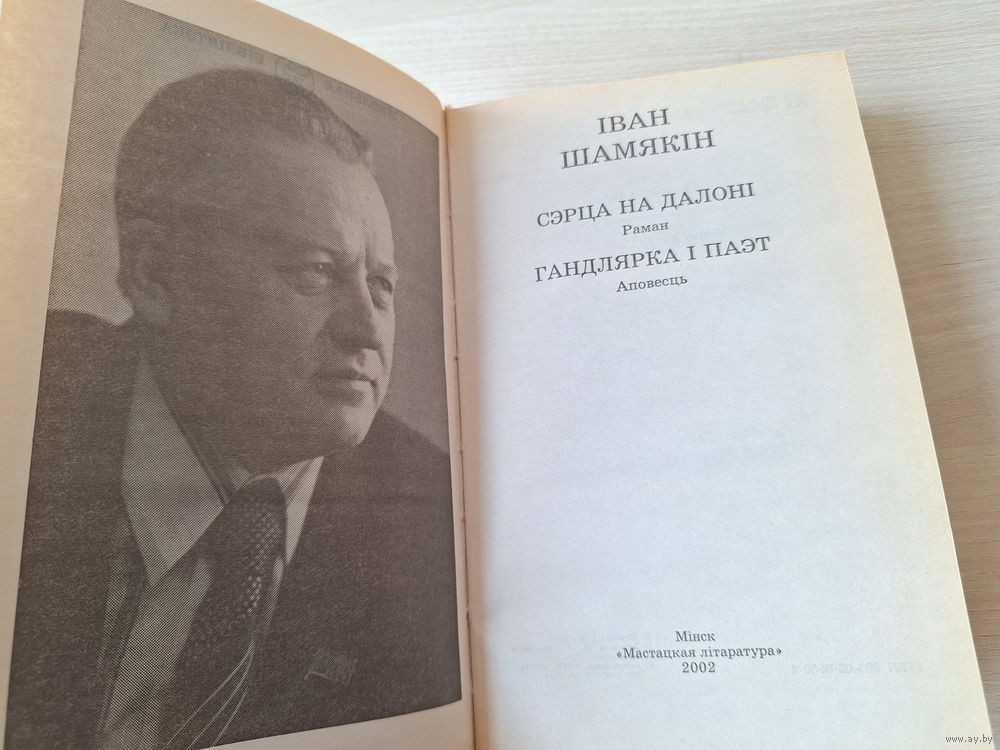 ІВАН
ШАМЯКІН
СЭРЦА НА ДАЛОНІ
Раман
ГАНДЛЯРКА І ПАЭТ
Аповесць
Мінск
«Мастацкая літаратура»
2002
www.ay.by